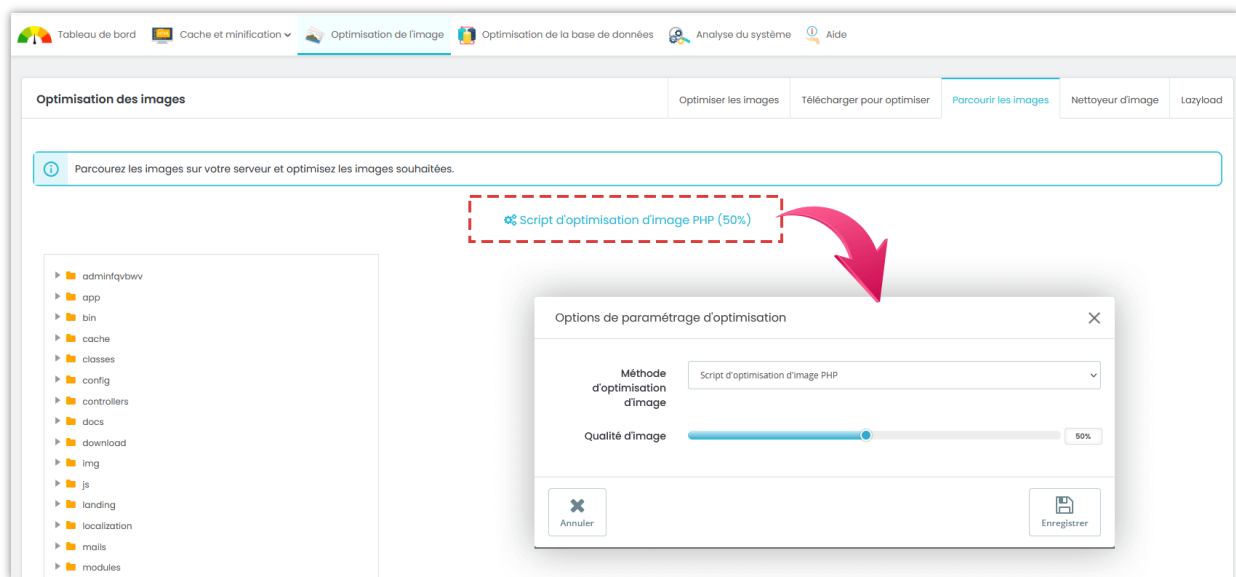 Tableau de bord
Cache et minification
Optimisation de l'image
Optimisation de la base de données
Analyse du système
Aide
Optimisation des images
Optimiser les images
Télécharger pour optimiser
Parcourir les images
Nettoyeur d'image
Lazyload
Parcourez les images sur votre serveur et optimisez les images souhaitées.
Script d'optimisation d'image PHP (50%)
adminfqvbwv
app
bin
cache
classes
config
controllers
docs
download
img
js
landing
localization
mails
modules
Options de paramétrage d'optimisation
Méthode
d'optimisation
d'image
Script d'optimisation d'image PHP
Qualité d'image
50%
Annuler
Enregistrer